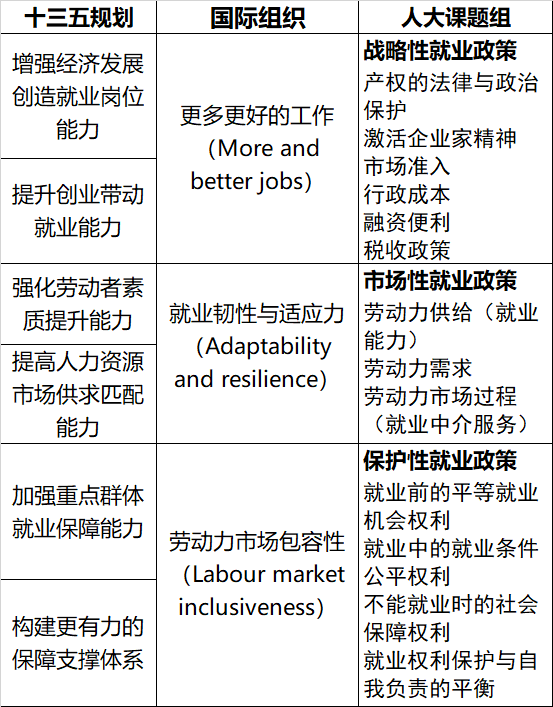 十三五规划
国际组织
人大课题组
增强经济发展
创造就业岗位
能力
提升创业带动
就业能力
更多更好的工作
（More and
better jobs）
战略性就业政策
产权的法律与政治
保护
激活企业家精神
市场准入
行政成本
融资便利
税收政策
强化劳动者素
质提升能力
提高人力资源
市场供求匹配
能力
就业韧性与适应力
（Adaptability
and resilience）
市场性就业政策
劳动力供给（就业
能力）
劳动力需求
劳动力市场过程
（就业中介服务）
加强重点群体
就业保障能力
构建更有力的
保障支撑体系
劳动力市场包容性
（Labour market
inclusiveness）
保护性就业政策
就业前的平等就业
机会权利
就业中的就业条件
公平权利
不能就业时的社会
保障权利
就业权利保护与自
我负责的平衡